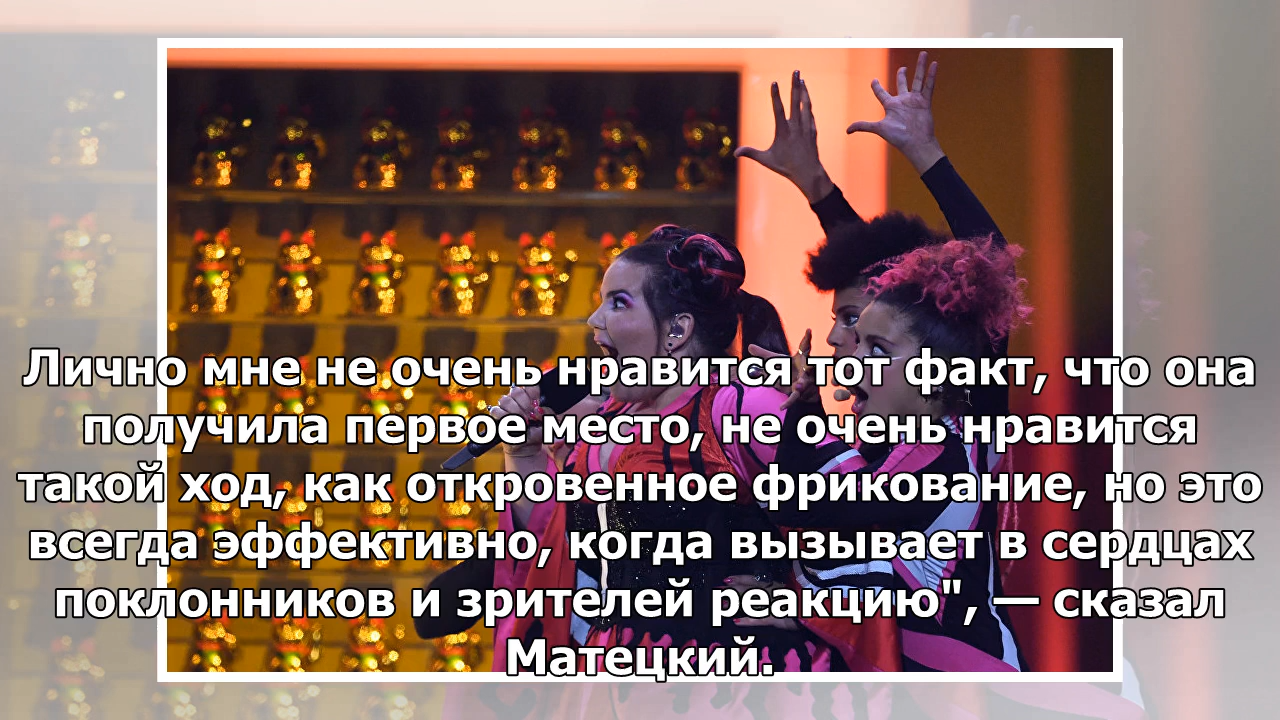 Лично мне не очень нравится тот факт, что она
получила первое место, не очень нравится
такой ход, как откровенное фрикование, но это
всегда эффективно, когда вызывает в сердцах
поклонников и зрителей реакцию", — сказал
Матецкий.